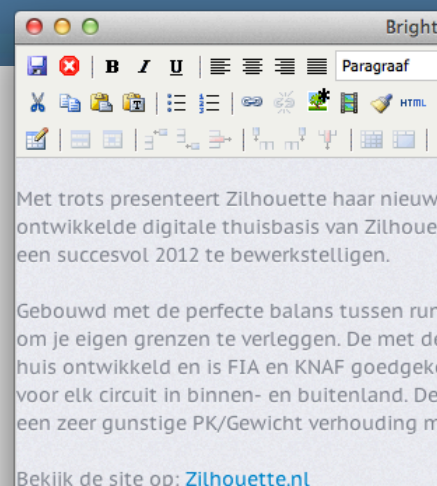 Bright
B I U Paragraaf
HTML
Met trots presenteert Zilhouette haar nieuw
ontwikkelde digitale thuisbasis van Zilhoue
een succesvol 2012 te bewerkstelligen.
Gebouwd met de perfecte balans tussen run
om je eigen grenzen te verleggen. De met de
huis ontwikkeld en is FIA en KNAF goedgeke
voor elk circuit in binnen- en buitenland. De
een zeer gunstige PK/Gewicht verhouding m
Bekijk de site op: Zilhouette.nl